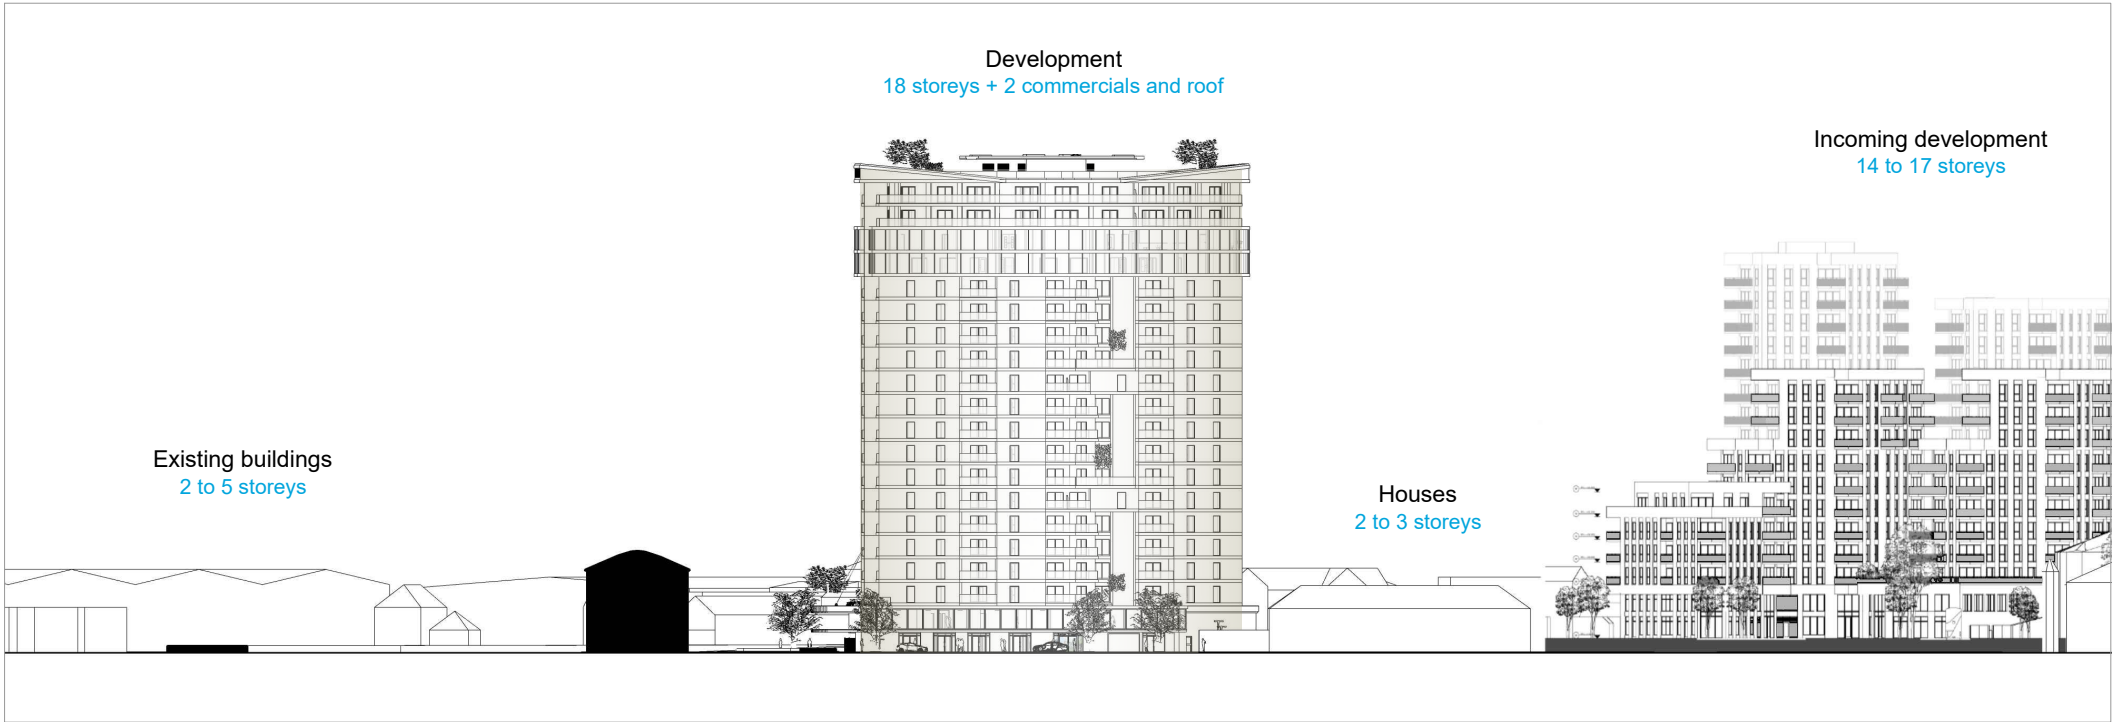 Development
18 storeys + 2 commercials and roof
Incoming development
14 to 17 storeys
Existing buildings
2 to 5 storeys
Houses
2 to 3 storeys